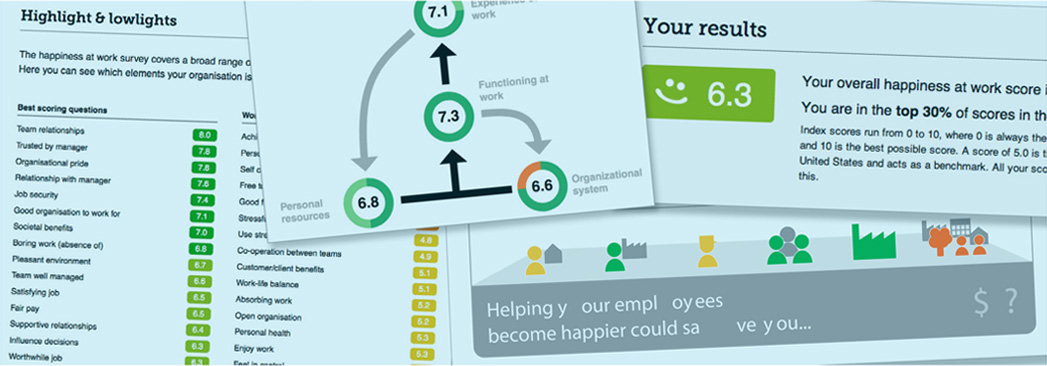 Highlight & lowlights
The happiness at work survey covers a broad range o
Here you can see which elements your organisation is
Best scoring questions
Team relationships 8.0
Trusted by manager 7.8
Organisational pride 7.8
Relationship with manager 7.6
Job security 7.4
Good organisation to work for 7.1
Societal benefits 7.0
Boring work (absence of) 6.8
Pleasant environment 6.7
Team well managed 6.6
Satisfying job 6.5
Fair pay 6.5
Supportive relationships 6.4
Influence decisions 6.3
Worthwhile job 6.3
Wo
Achi
Perso
Self c
Free t
Good f
Stressfu
Use stre
4.8
Co-operation between teams 4.9
Customer/client benefits 5.1
Work-life balance 5.1
Absorbing work 5.2
Open organisation 5.2
Personal health 5.3
Enjoy work 5.3
Feel in control
7.1
Experience of
work
Functioning at
work
7.3
Personal
resources
6.8
6.6
Organizational
system
Your results
6.3
Your overall happiness at work score i
You are in the top 30% of scores in th
Index scores run from 0 to 10, where 0 is always the
and 10 is the best possible score. A score of 5.0 is t
United States and acts as a benchmark. All your sco
this.
Helping y our empl oyees
become happier could sa ve y ou...
$ ?